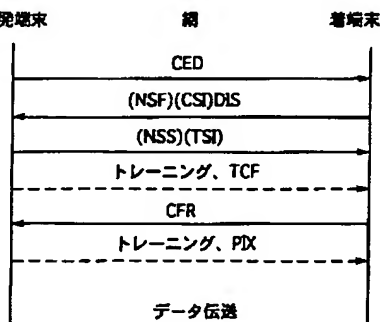 発端末 網 着端末
CED
(NSF)(CSI)DIS
(NSS)(TSI)
トレーニング、TCF
CFR
トレーニング、PIX
データ伝送